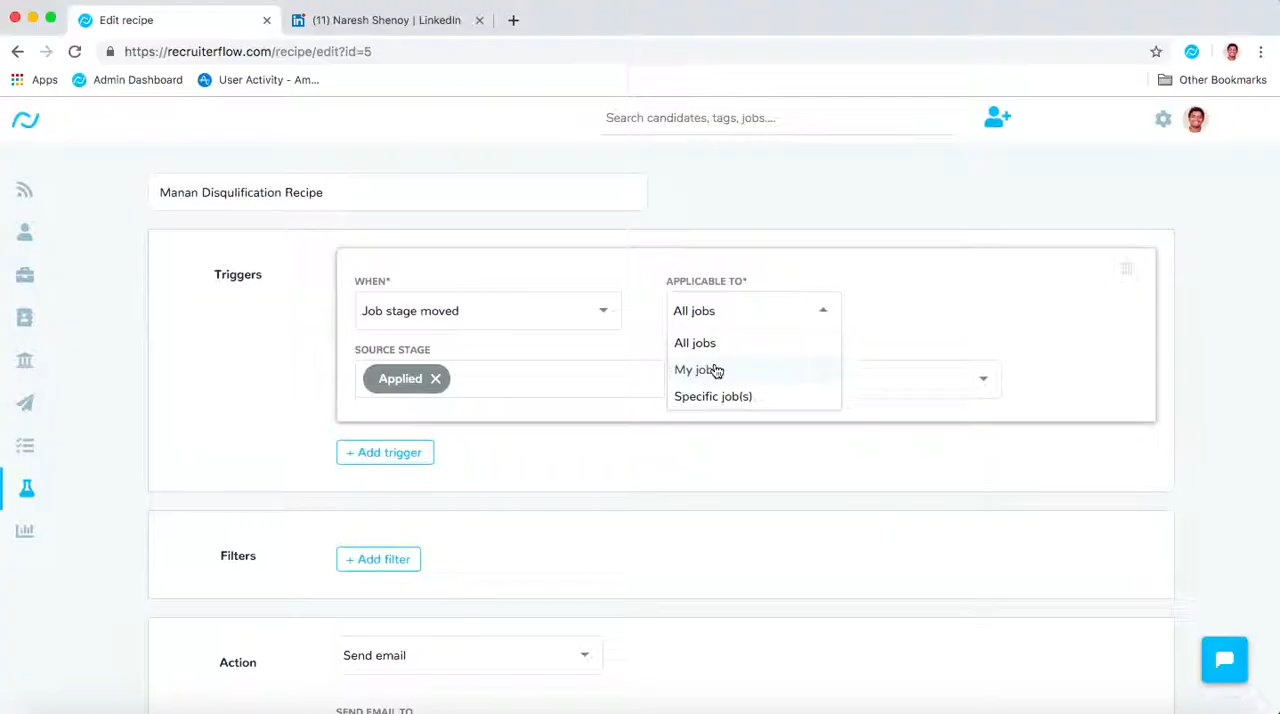 Edit recipe
(11) Naresh Shenoy | LinkedIn
https://recruiterflow.com/recipe/edit?id=5
Apps
Admin Dashboard
User Activity - Am...
Other Bookmarks
Search candidates, tags, jobs....
Manan Disqulification Recipe
Triggers
WHEN*
APPLICABLE TO*
Job stage moved
All jobs
All jobs
SOURCE STAGE
My jobs
Applied
Specific job(s)
+ Add trigger
Filters
+ Add filter
Action
Send email
SEND EMAIL TO